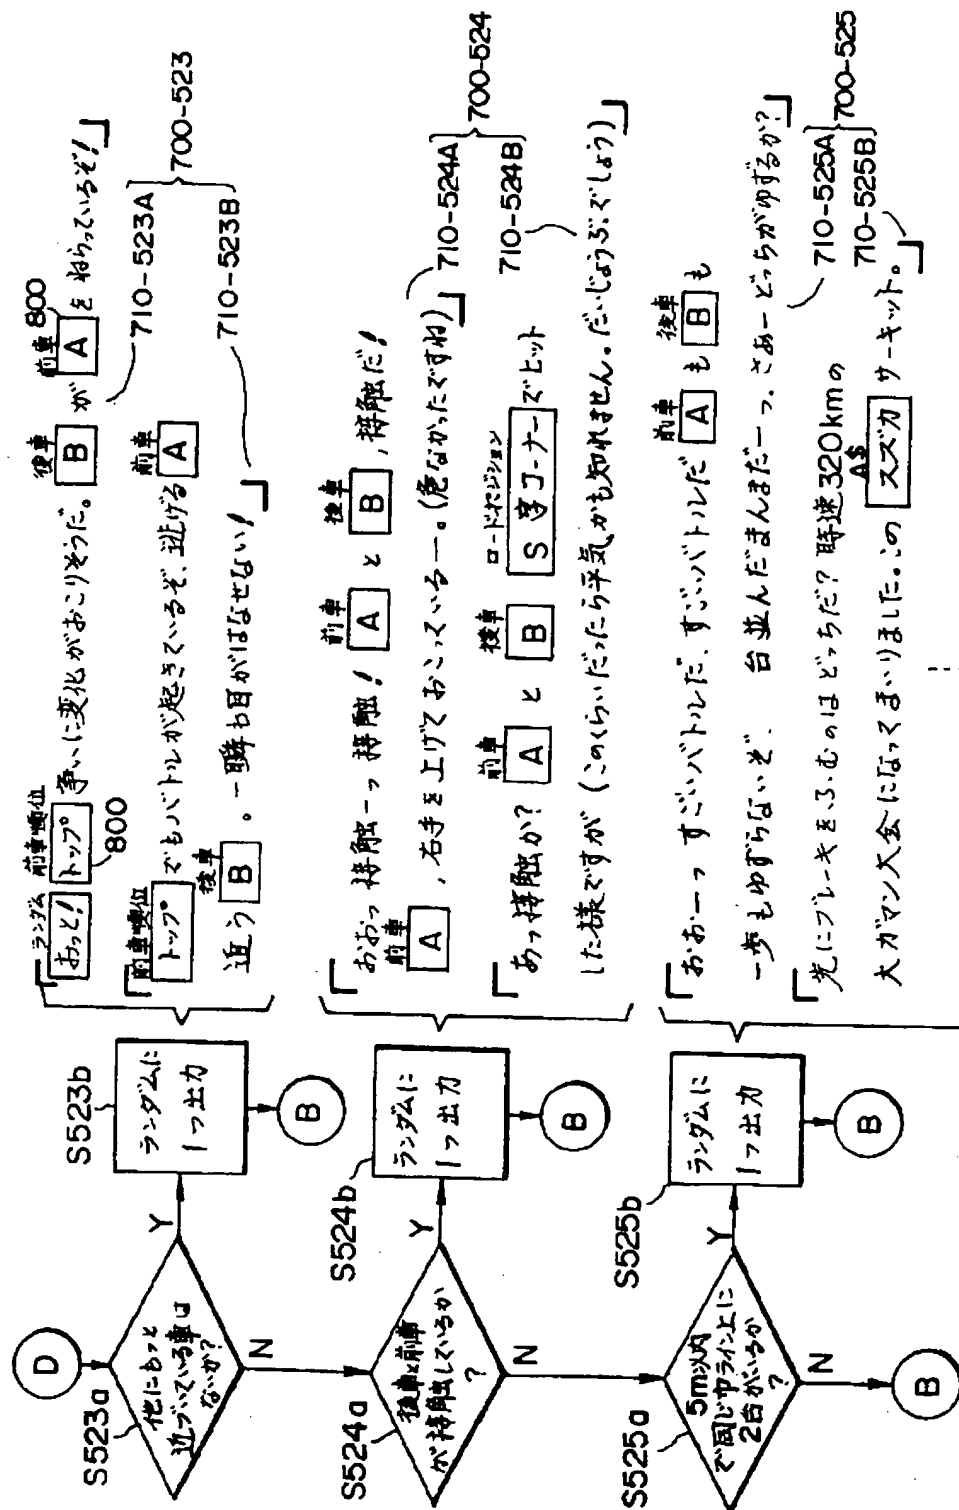 D
S523a
他にもっと
近づいている車は
ないか?
Y
N
S523b
ランダムに
1つ出力
B
「
ランダム
おっと!
前車順位
トップ
800
争いに変化がおこりそうだ。
後車
B
が
前車
800
A
をねらっているぞ!」
710-523A
700-523
「
前車順位
トップ
でもバトルが起きているぞ、逃げる
前車
A
710-523B
追う
後車
B
。一瞬も目がはなせない!」
S524a
後車と前車
が接触しているか
?
Y
N
S524b
ランダムに
1つ出力
B
「おおっ接触ーっ接触!
前車
A
と
後車
B
,接触だ!
前車
A
,右手を上げておこっているー。(危なかったですね)」
710-524A
700-524
「あっ接触か?
前車
A
と
後車
B
ロードポジション
S字コーナー
でヒット
710-524B
した様ですが(このくらいだったら平気かも知れません。だいじょうぶでしょう)」
S525a
5m以内
で同じ巾ライン上に
2台がいるか
?
Y
N
B
S525b
ランダムに
1つ出力
B
「おおーっすごいバトルだ、すごいバトルだ
前車
A
も
後車
B
も
一歩もゆずらないぞ、 台並んだまんまだーっ。さぁーどっちがゆずるか?」
710-525A
700-525
「先にブレーキをふむのはどっちだ?時速320kmの
710-525B
大ガマン大会になってまいりました。この
A$
スズカ
サーキット。」